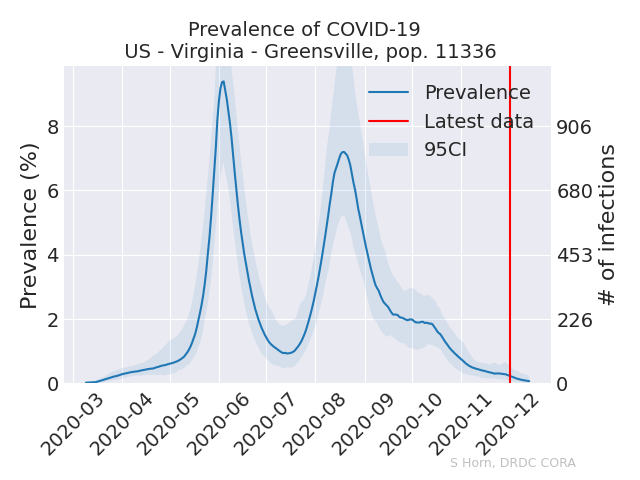 Prevalence of COVID-19
US - Virginia - Greensville, pop. 11336
Prevalence
Latest data
95CI
Prevalence (%)
8
6
4
2
0
906
680
453
226
0
# of infections
2020-03
2020-04
2020-05
2020-06
2020-07
2020-08
2020-09
2020-10
2020-11
2020-12
S Horn, DRDC CORA